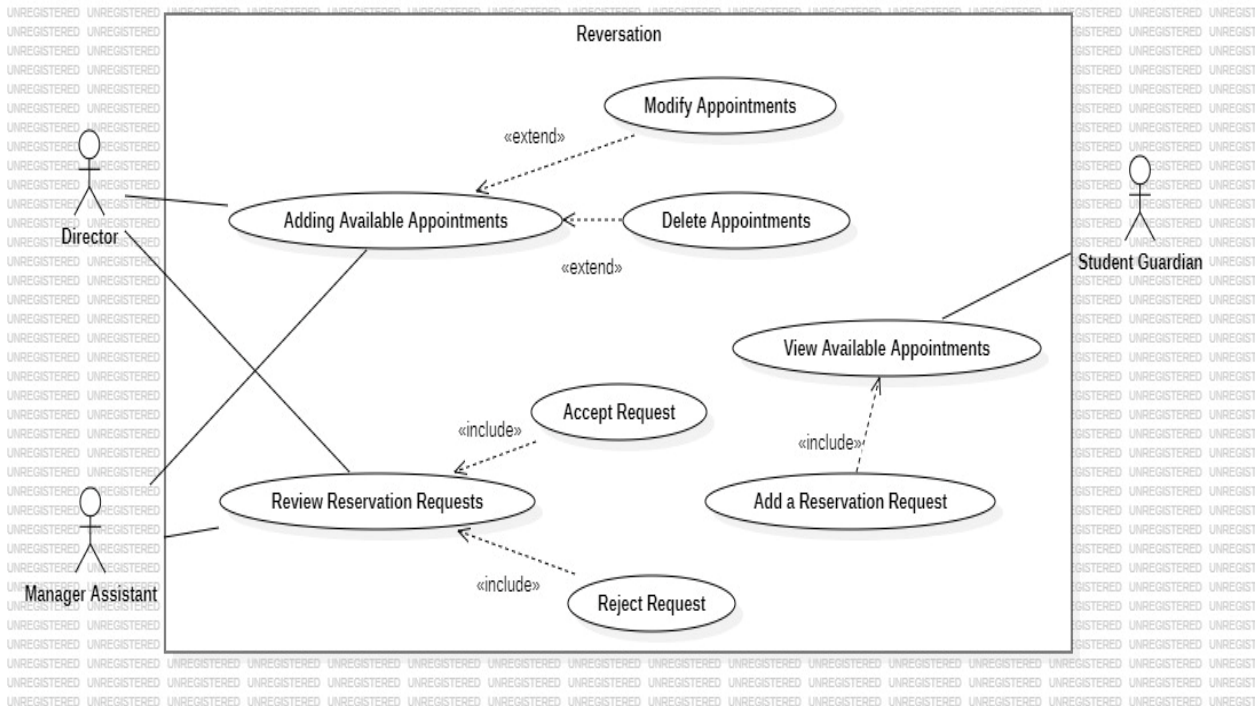 Reversation
Modify Appointments
«extend»
Adding Available Appointments
Delete Appointments
«extend»
Director
Student Guardian
View Available Appointments
Accept Request
«include»
«include»
Review Reservation Requests
Add a Reservation Request
«include»
Manager Assistant
Reject Request
UNREGISTERED